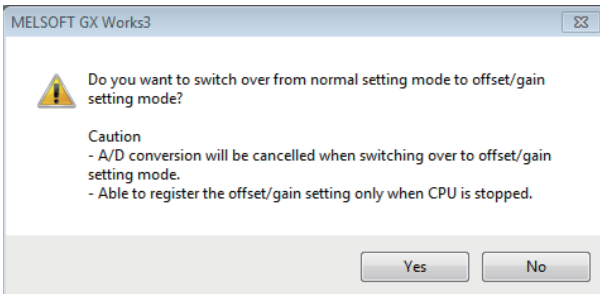 MELSOFT GX Works3
Do you want to switch over from normal setting mode to offset/gain
setting mode?
Caution
- A/D conversion will be cancelled when switching over to offset/gain
setting mode.
- Able to register the offset/gain setting only when CPU is stopped.
Yes No